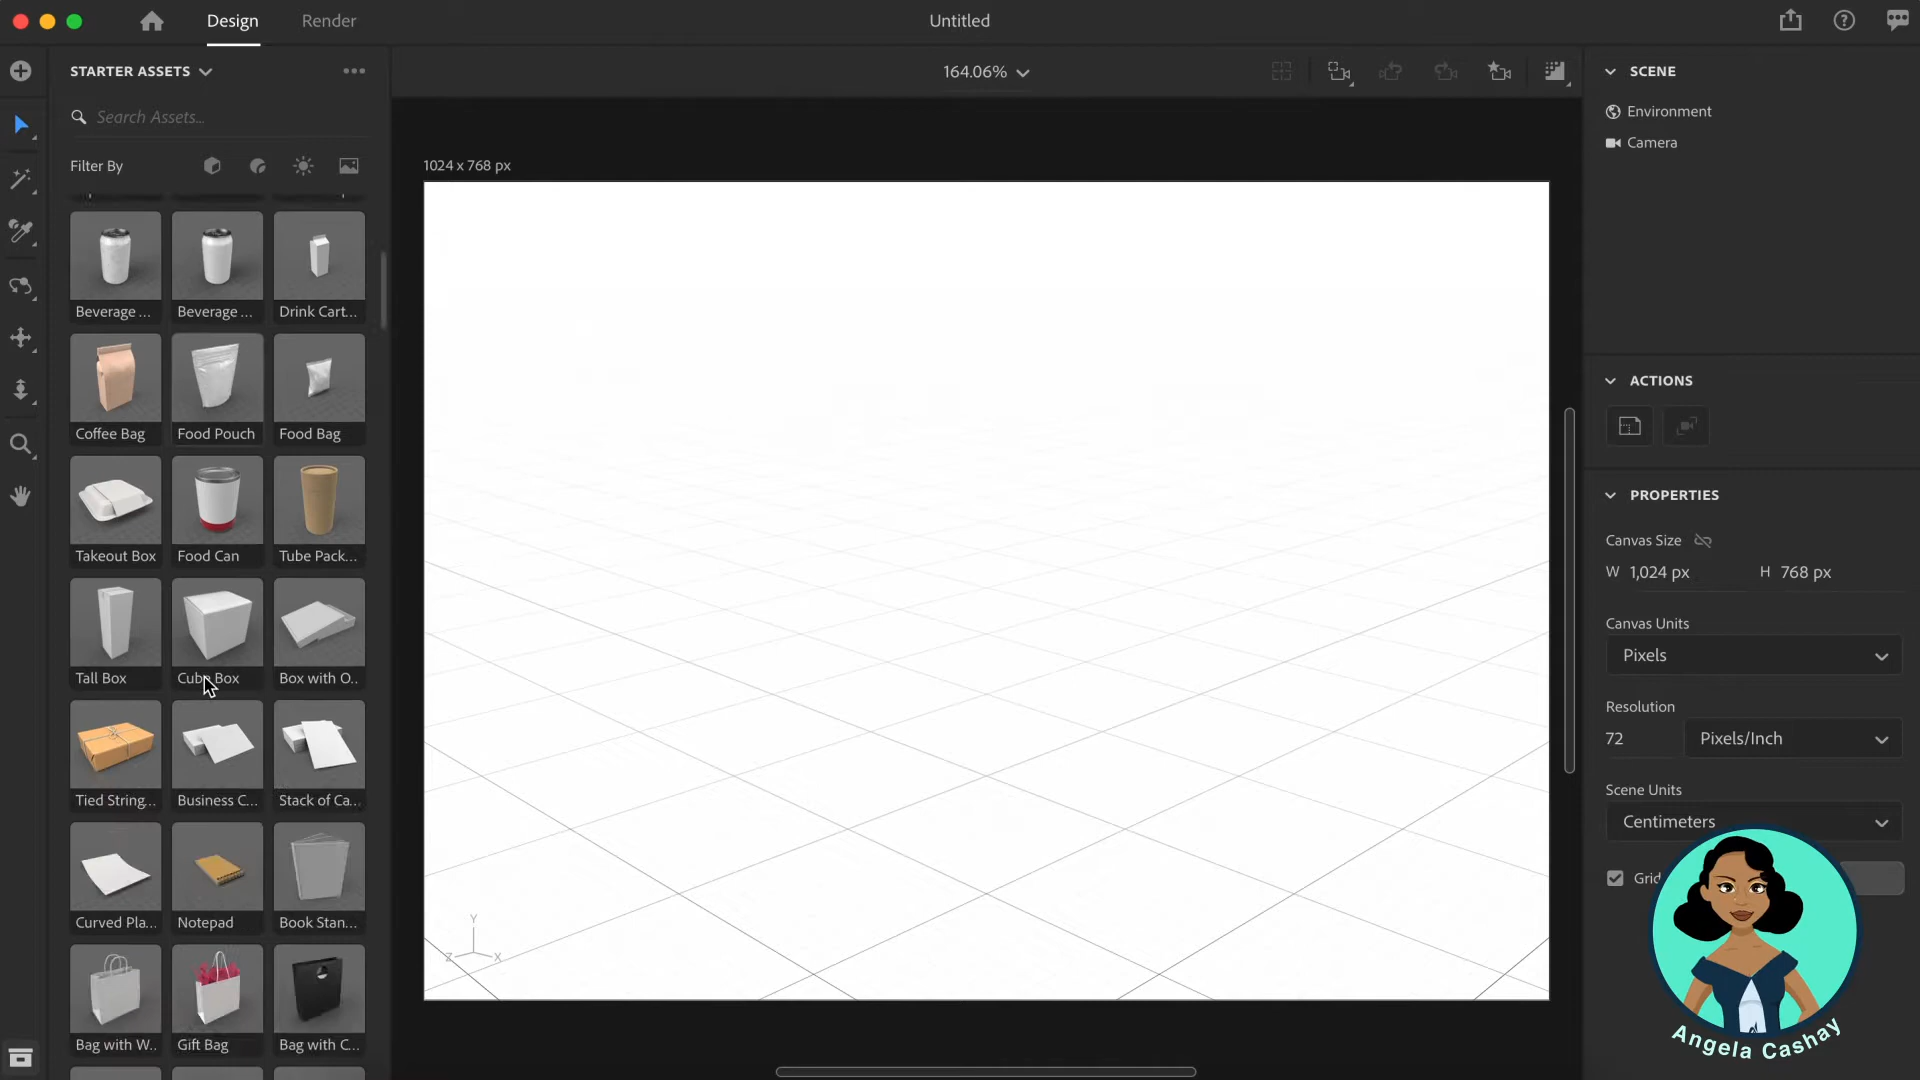 Design
Render
Untitled
STARTER ASSETS
164.06%
SCENE
Search Assets...
Environment
Camera
Filter By
1024 x 768 px
Beverage ...
Beverage ...
Drink Cart...
Coffee Bag
Food Pouch
Food Bag
ACTIONS
Takeout Box
Food Can
Tube Pack...
PROPERTIES
Canvas Size
W 1,024 px
H 768 px
Canvas Units
Pixels
Tall Box
Cube Box
Box with O..
Resolution
72
Pixels/Inch
Tied String...
Business C...
Stack of Ca...
Scene Units
Centimeters
Grid
Curved Pla...
Notepad
Book Stan...
Bag with W..
Gift Bag
Bag with C...
Y
Z
X
Angela Cashay